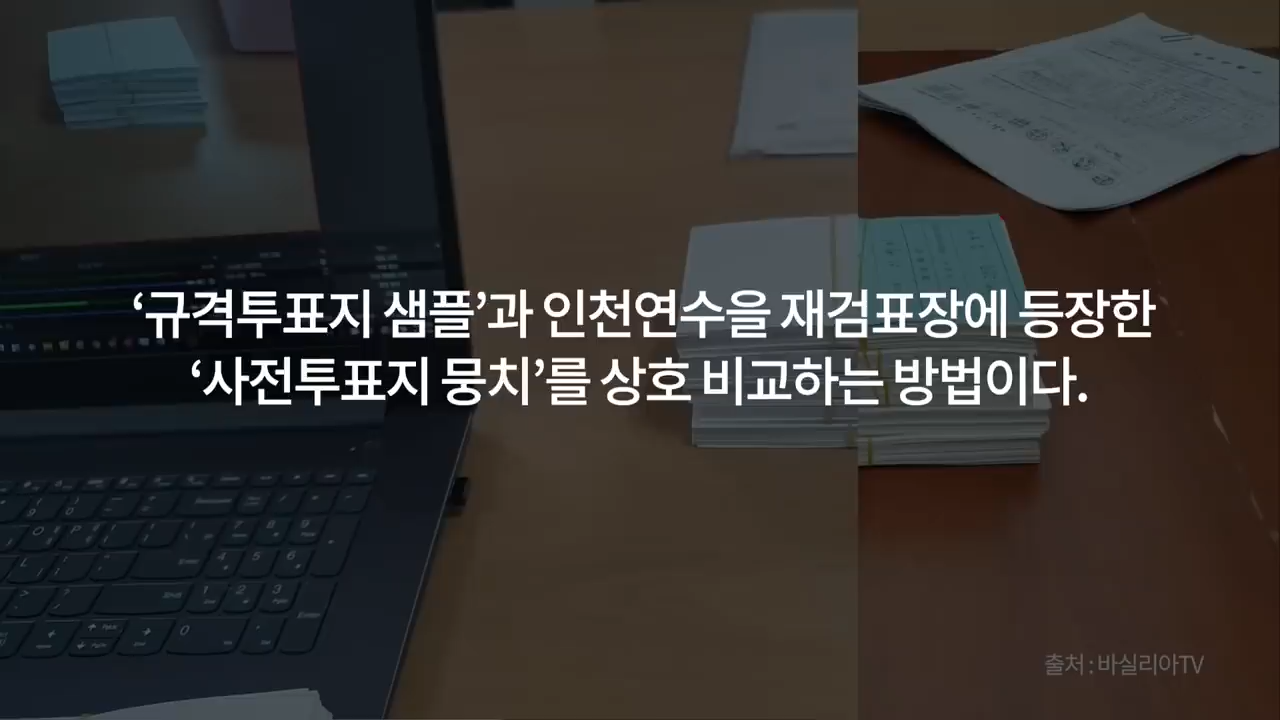 ‘규격투표지 샘플’과 인천연수을 재검표장에 등장한
‘사전투표지 뭉치’를 상호 비교하는 방법이다.
출처 : 바실리아TV